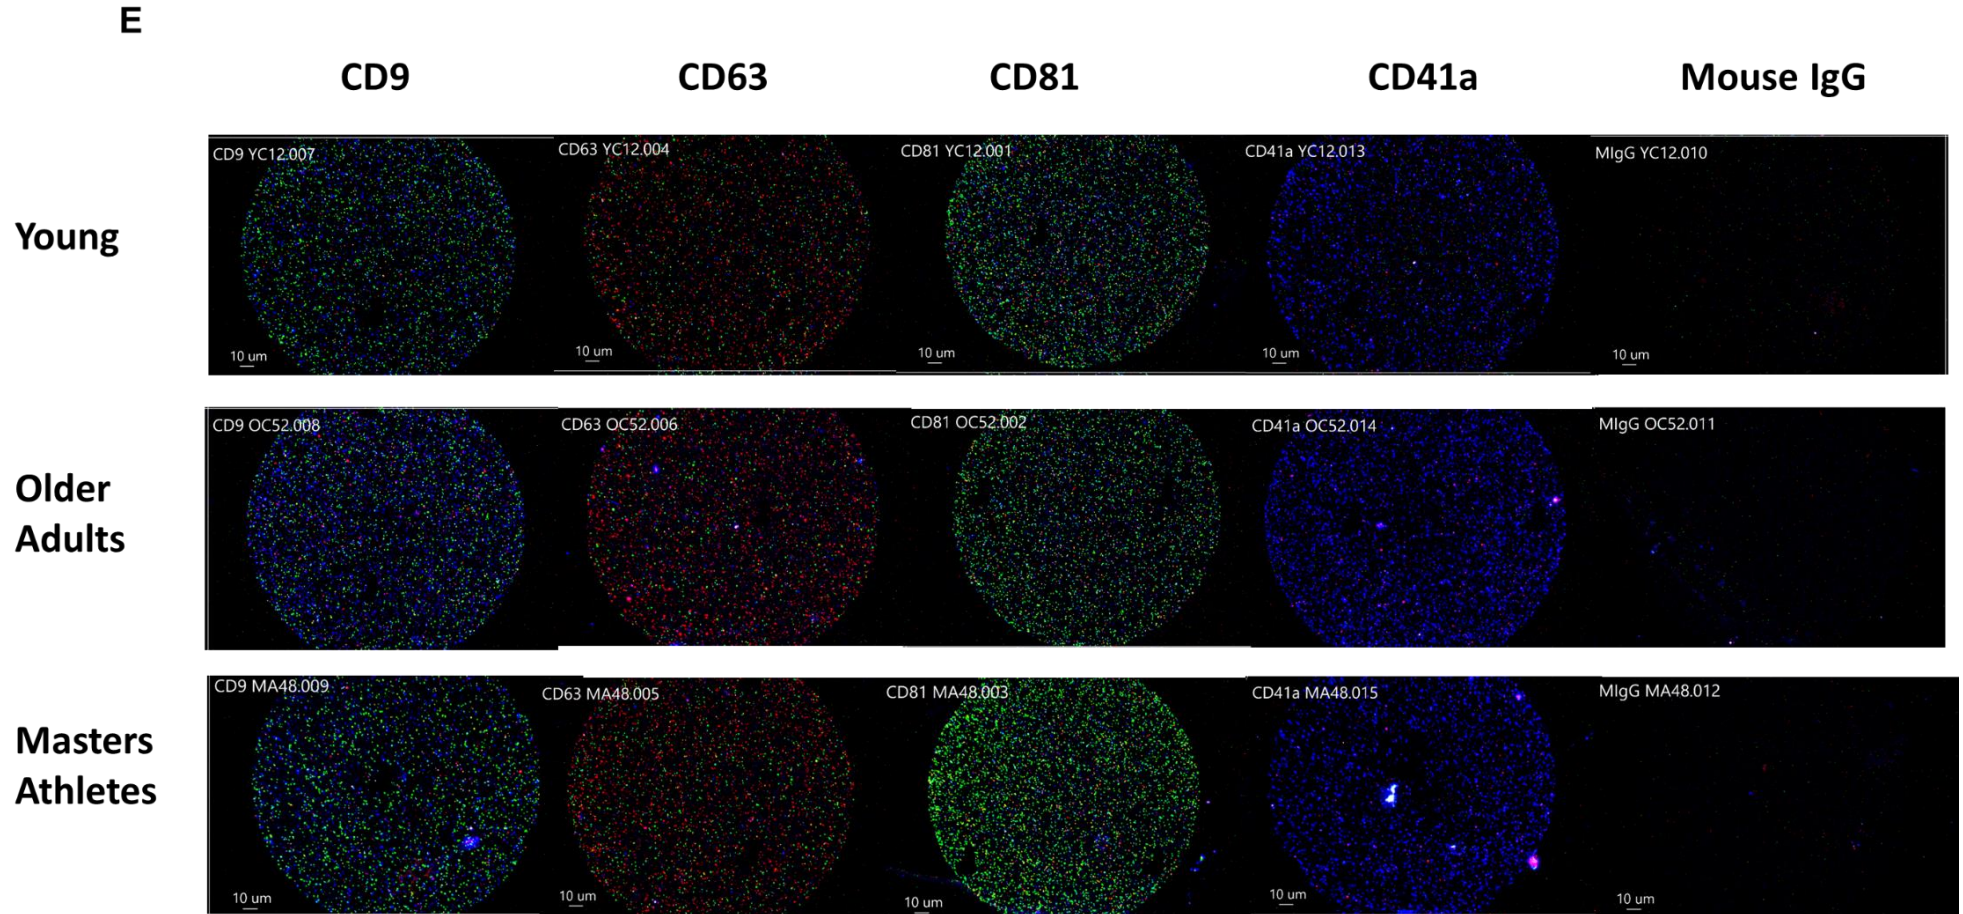 E
CD9 CD63 CD81 CD41a Mouse IgG
Young
CD9 YC12.007 CD63 YC12.004 CD81 YC12.001 CD41a YC12.013 MIgG YC12.010
10 um 10 um 10 um 10 um 10 um
Older
Adults
CD9 OC52.008 CD63 OC52.006 CD81 OC52.002 CD41a OC52.014 MIgG OC52.011
Masters
Athletes
CD9 MA48.009 CD63 MA48.005 CD81 MA48.003 CD41a MA48.015 MIgG MA48.012
10 um 10 um 10 um 10 um 10 um